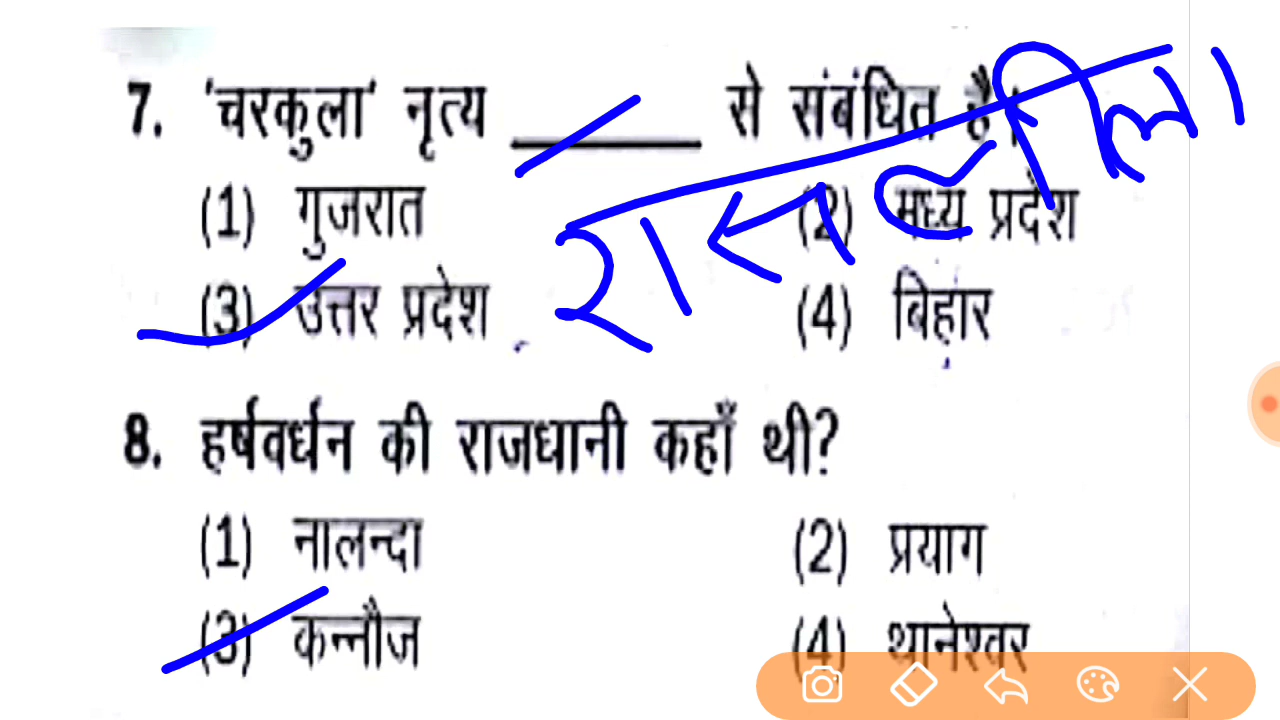 7. 'चरकुला' नृत्य ________ से संबंधित है।
रासलीला
(1) गुजरात (2) मध्य प्रदेश
(3) उत्तर प्रदेश (4) बिहार
8. हर्षवर्धन की राजधानी कहाँ थी?
(1) नालन्दा (2) प्रयाग
(3) कन्नौज (4) थानेश्वर